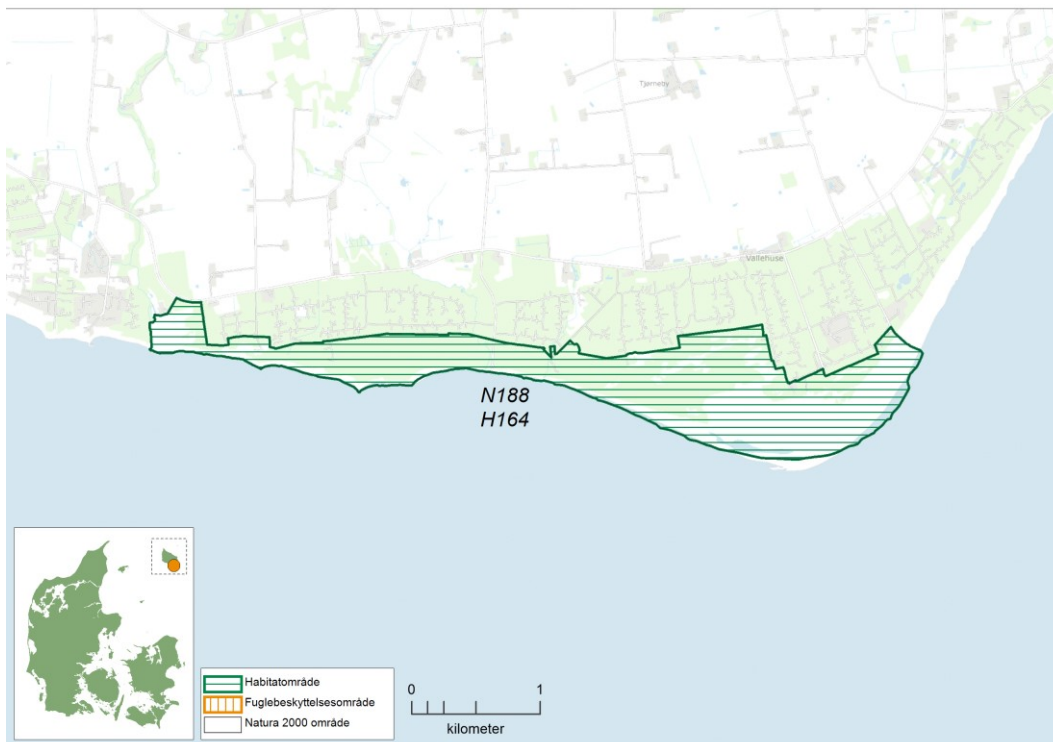 Tjørneby
Vallehuse
N188
H164
Habitatområde
Fuglebeskyttelsesområde
Natura 2000 område
0 1
kilometer